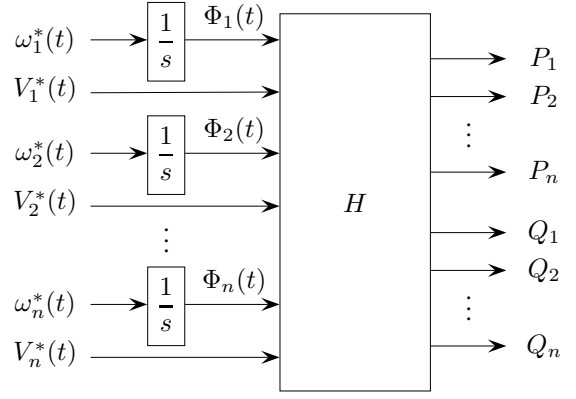 ω₁*(t) 1/s Φ₁(t)
V₁*(t)
ω₂*(t) 1/s Φ₂(t)
V₂*(t)
⋮
ωₙ*(t) 1/s Φₙ(t)
Vₙ*(t)
H
P₁
P₂
⋮
Pₙ
Q₁
Q₂
⋮
Qₙ